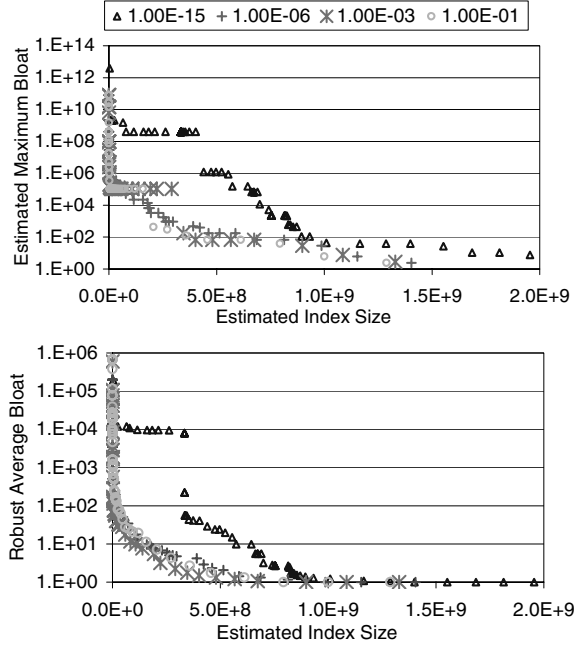 1.00E-15 1.00E-06 1.00E-03 1.00E-01
Estimated Maximum Bloat
1.E+14
1.E+12
1.E+10
1.E+08
1.E+06
1.E+04
1.E+02
1.E+00
0.0E+0 5.0E+8 1.0E+9 1.5E+9 2.0E+9
Estimated Index Size
Robust Average Bloat
1.E+06
1.E+05
1.E+04
1.E+03
1.E+02
1.E+01
1.E+00
0.0E+0 5.0E+8 1.0E+9 1.5E+9 2.0E+9
Estimated Index Size